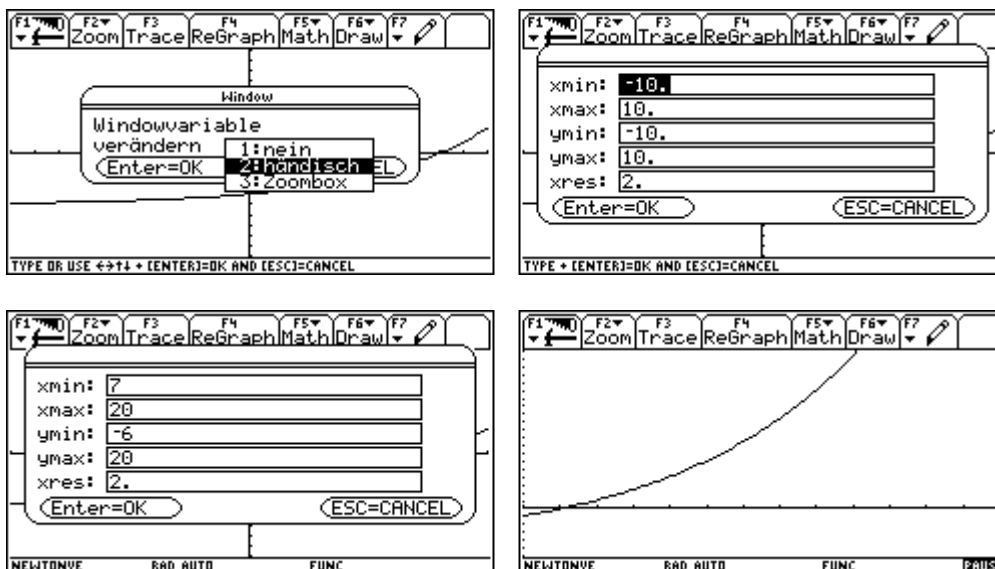 F1 F2 F3 F4 F5 F6 F7
Zoom Trace ReGraph Math Draw
Window
Windowvariable
verändern
1:nein
2:händisch
3:Zoombox
Enter=OK
TYPE OR USE ←→↑↓ + [ENTER]=OK AND [ESC]=CANCEL
F1 F2 F3 F4 F5 F6 F7
Zoom Trace ReGraph Math Draw
xmin: -10.
xmax: 10.
ymin: -10.
ymax: 10.
xres: 2.
Enter=OK ESC=CANCEL
TYPE + [ENTER]=OK AND [ESC]=CANCEL
F1 F2 F3 F4 F5 F6 F7
Zoom Trace ReGraph Math Draw
xmin: 7
xmax: 20
ymin: -6
ymax: 20
xres: 2.
Enter=OK ESC=CANCEL
NEWTONVE RAD AUTO FUNC
F1 F2 F3 F4 F5 F6 F7
Zoom Trace ReGraph Math Draw
NEWTONVE RAD AUTO FUNC